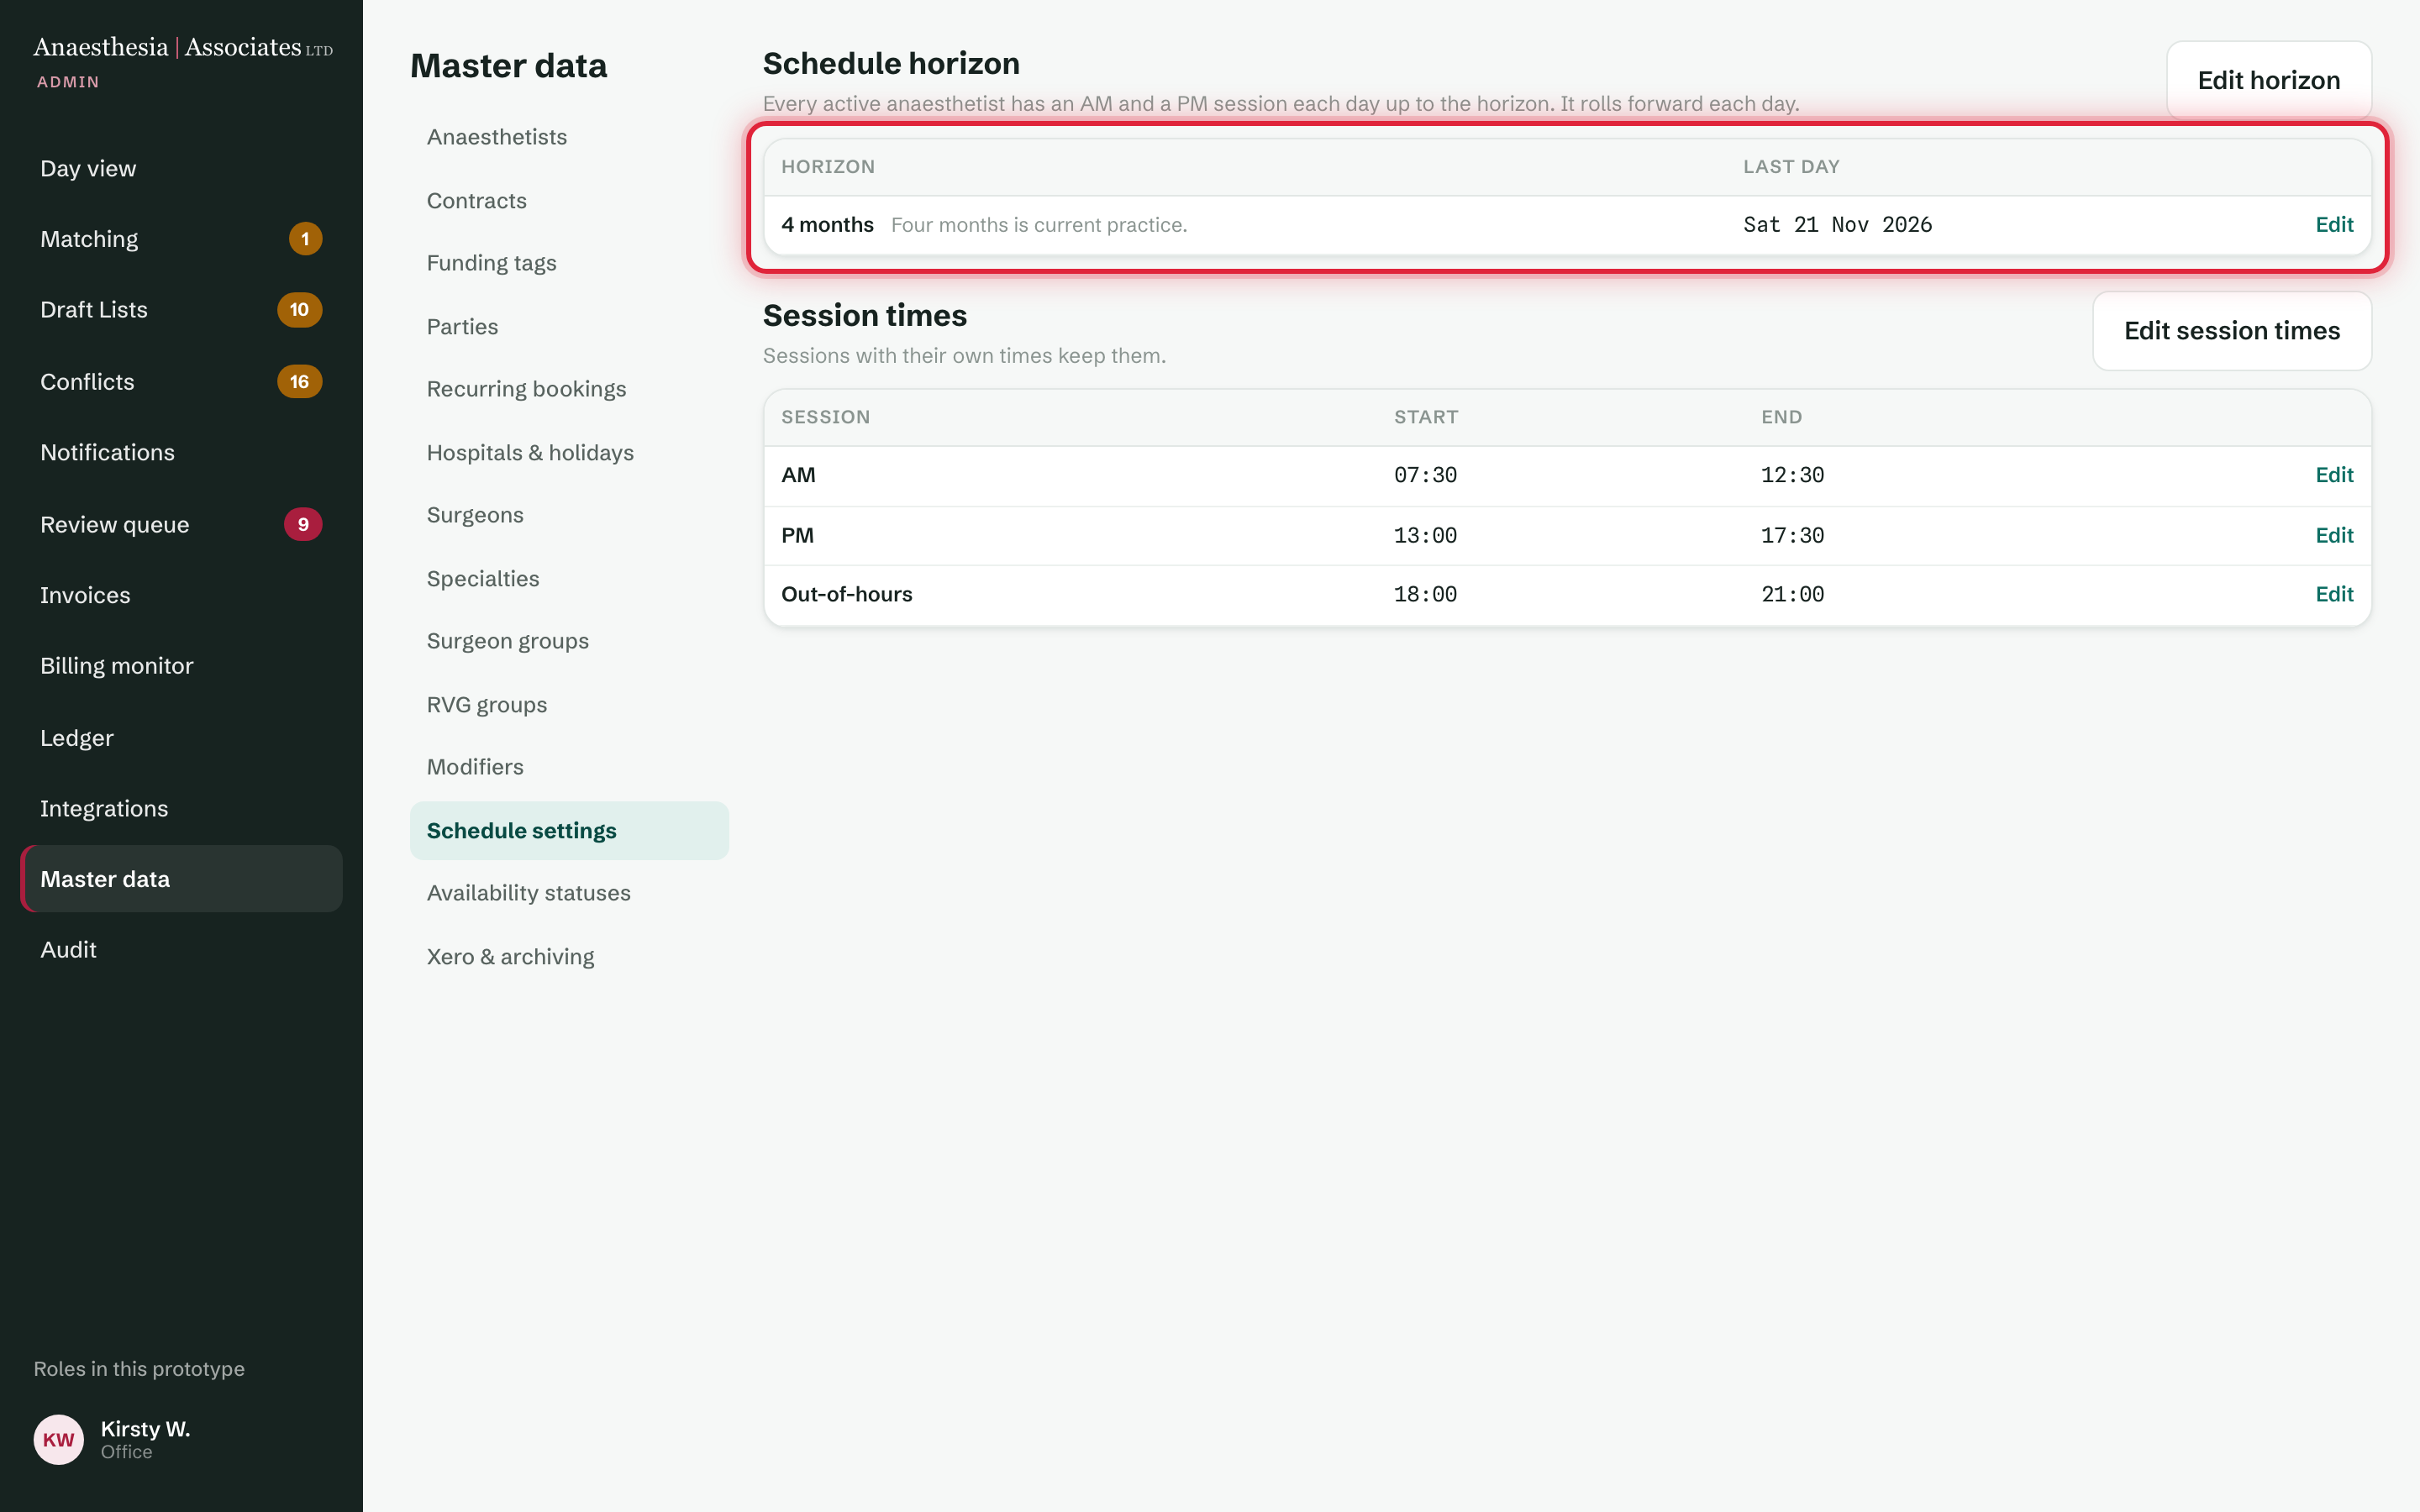 Anaesthesia | Associates LTD
ADMIN
Day view
Matching 1
Draft Lists 10
Conflicts 16
Notifications
Review queue 9
Invoices
Billing monitor
Ledger
Integrations
Master data
Audit
Roles in this prototype
KW
Kirsty W.
Office
Master data
Anaesthetists
Contracts
Funding tags
Parties
Recurring bookings
Hospitals & holidays
Surgeons
Specialties
Surgeon groups
RVG groups
Modifiers
Schedule settings
Availability statuses
Xero & archiving
Schedule horizon
Every active anaesthetist has an AM and a PM session each day up to the horizon. It rolls forward each day.
Edit horizon
HORIZON LAST DAY
4 months Four months is current practice. Sat 21 Nov 2026 Edit
Session times
Sessions with their own times keep them.
Edit session times
SESSION START END
AM 07:30 12:30 Edit
PM 13:00 17:30 Edit
Out-of-hours 18:00 21:00 Edit